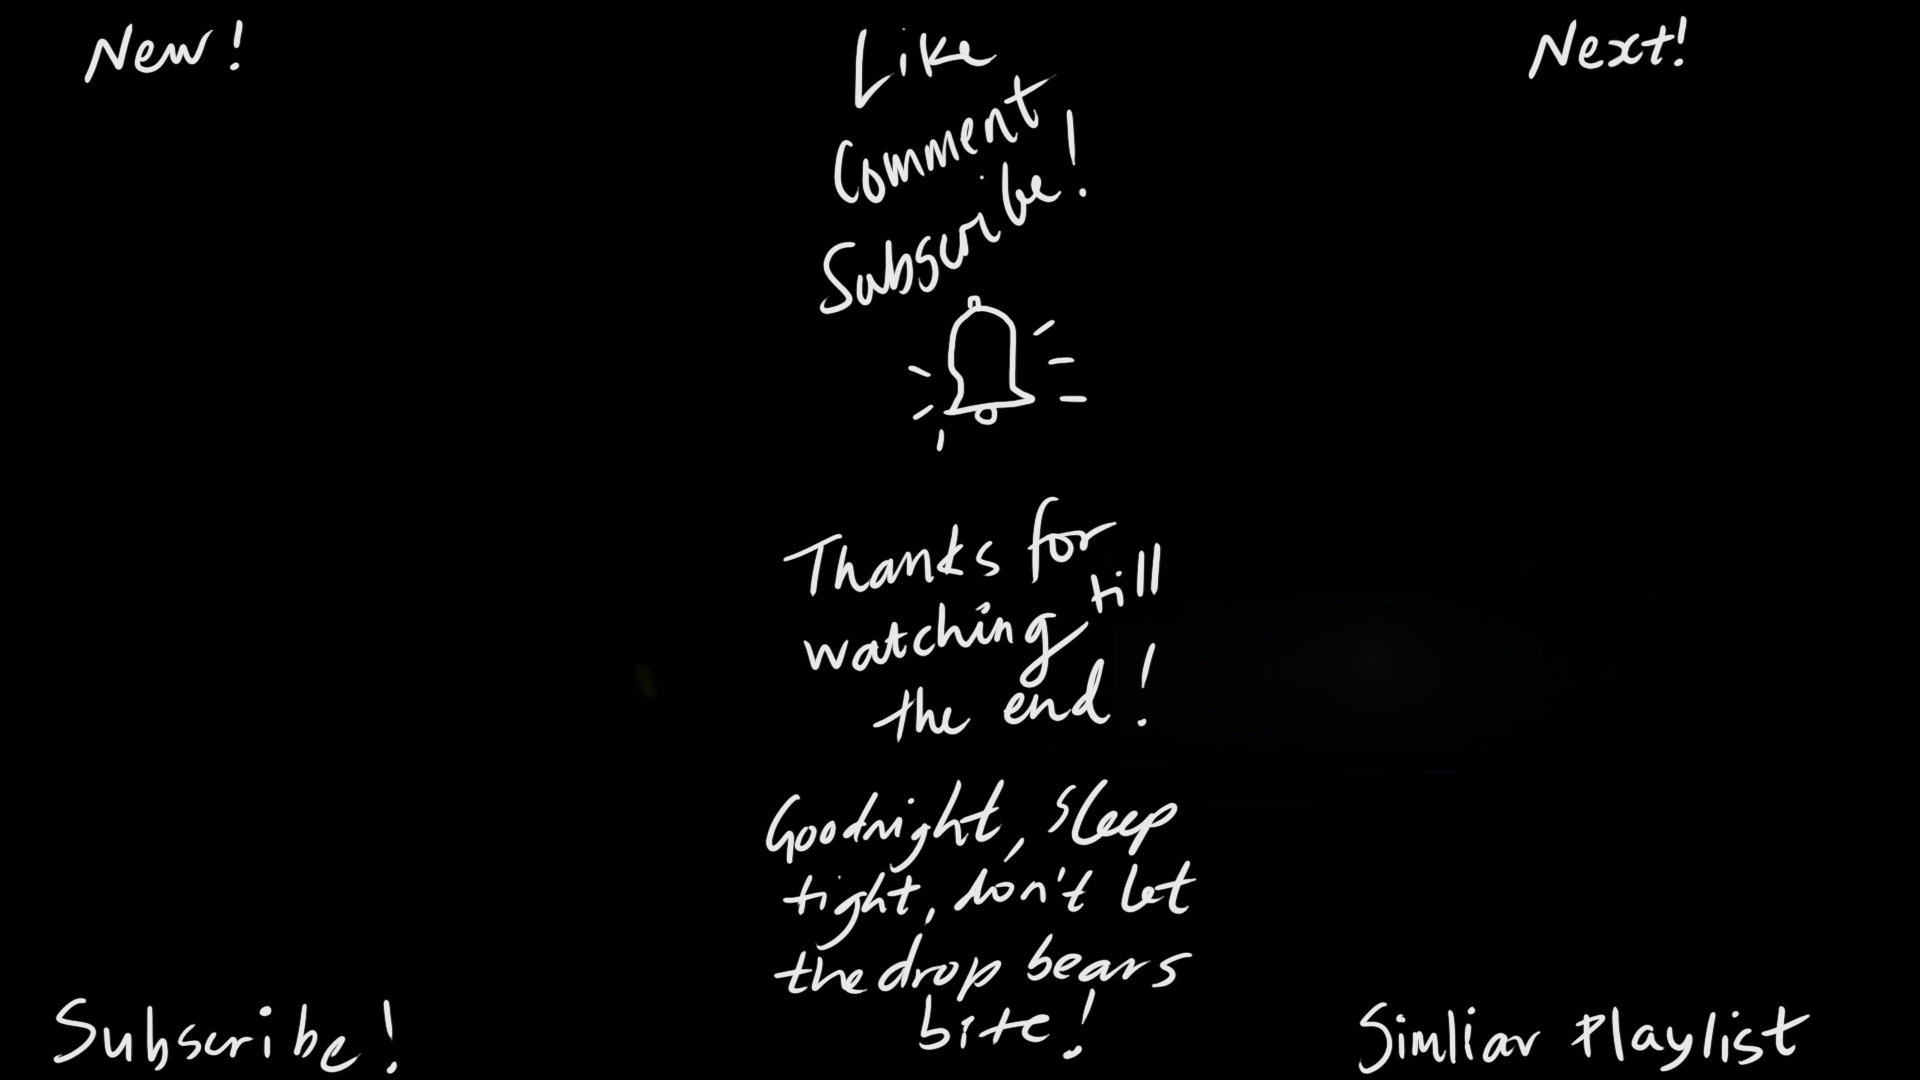 New!
Like
Comment
Subscribe!
Next!
Thanks for
watching till
the end!
Goodnight, sleep
tight, don't let
the drop bears
bite!
Subscribe!
Simliar Playlist